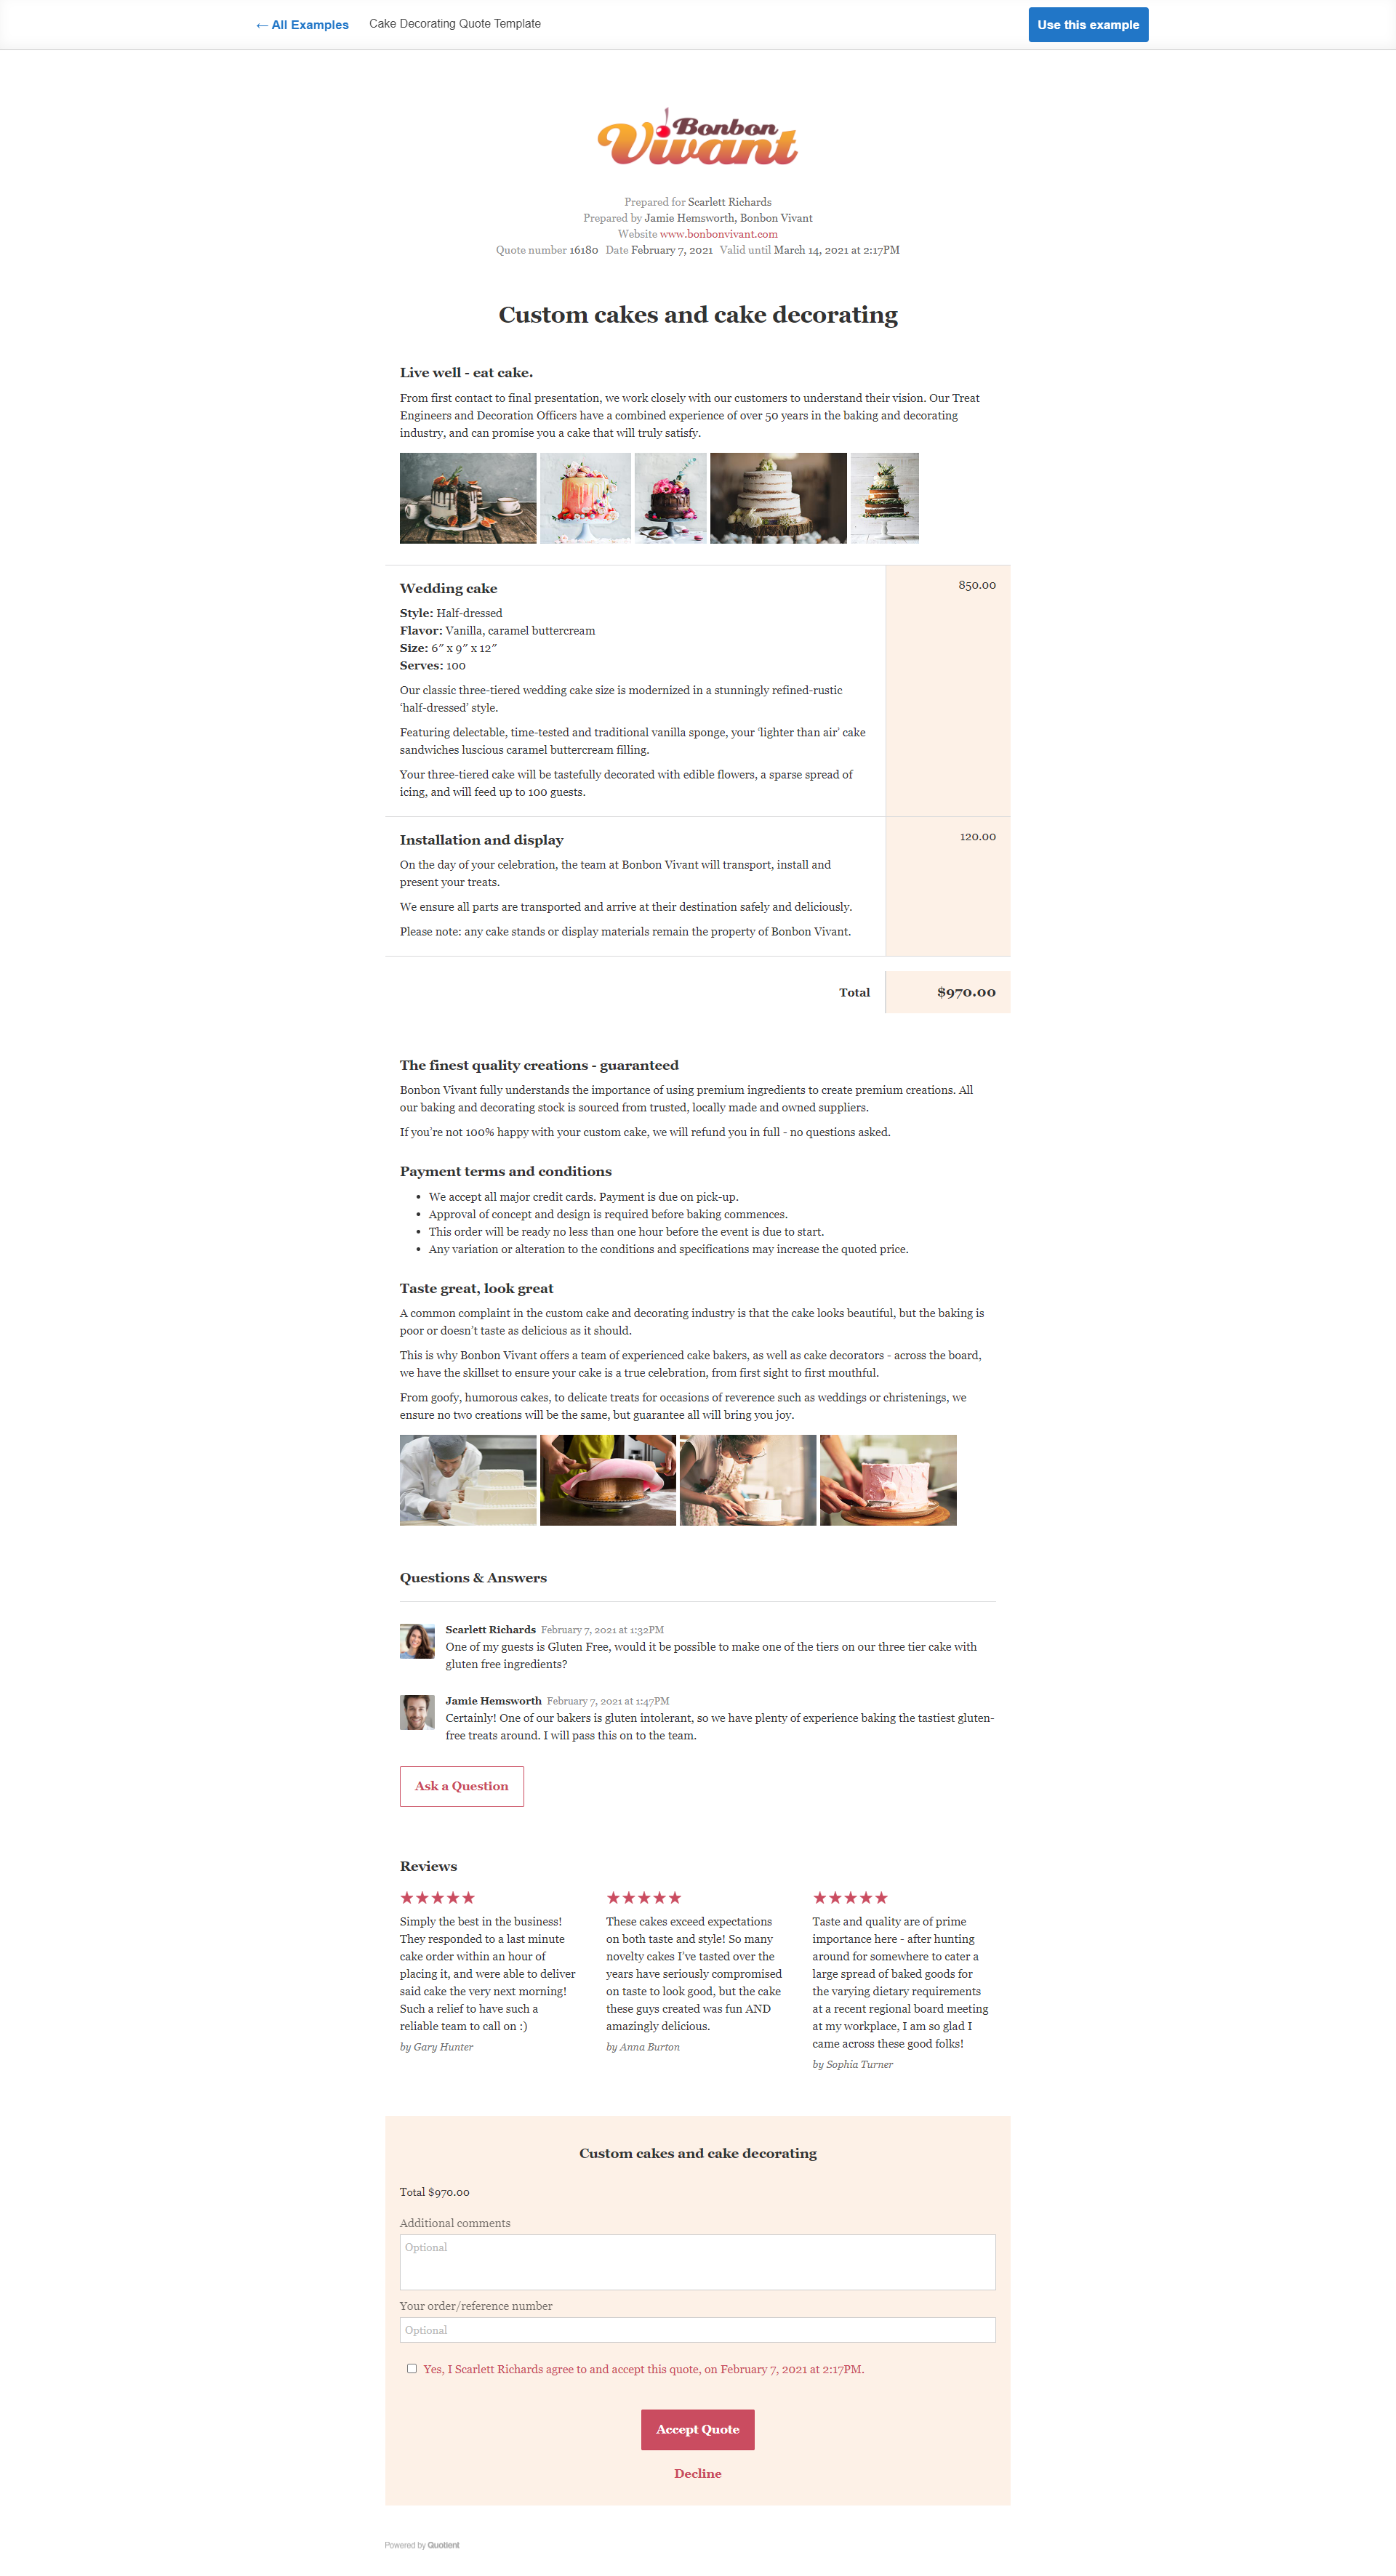 ← All Examples Cake Decorating Quote Template Use this example
Bonbon
Vivant
Prepared for Scarlett Richards
Prepared by Jamie Hemsworth, Bonbon Vivant
Website www.bonbonvivant.com
Quote number 16180 Date February 7, 2021 Valid until March 14, 2021 at 2:17PM
Custom cakes and cake decorating
Live well - eat cake.
From first contact to final presentation, we work closely with our customers to understand their vision. Our Treat
Engineers and Decoration Officers have a combined experience of over 50 years in the baking and decorating
industry, and can promise you a cake that will truly satisfy.
Wedding cake 850.00
Style: Half-dressed
Flavor: Vanilla, caramel buttercream
Size: 6″ x 9″ x 12″
Serves: 100
Our classic three-tiered wedding cake size is modernized in a stunningly refined-rustic
‘half-dressed’ style.
Featuring delectable, time-tested and traditional vanilla sponge, your ‘lighter than air’ cake
sandwiches luscious caramel buttercream filling.
Your three-tiered cake will be tastefully decorated with edible flowers, a sparse spread of
icing, and will feed up to 100 guests.
Installation and display 120.00
On the day of your celebration, the team at Bonbon Vivant will transport, install and
present your treats.
We ensure all parts are transported and arrive at their destination safely and deliciously.
Please note: any cake stands or display materials remain the property of Bonbon Vivant.
Total $970.00
The finest quality creations - guaranteed
Bonbon Vivant fully understands the importance of using premium ingredients to create premium creations. All
our baking and decorating stock is sourced from trusted, locally made and owned suppliers.
If you’re not 100% happy with your custom cake, we will refund you in full - no questions asked.
Payment terms and conditions
• We accept all major credit cards. Payment is due on pick-up.
• Approval of concept and design is required before baking commences.
• This order will be ready no less than one hour before the event is due to start.
• Any variation or alteration to the conditions and specifications may increase the quoted price.
Taste great, look great
A common complaint in the custom cake and decorating industry is that the cake looks beautiful, but the baking is
poor or doesn’t taste as delicious as it should.
This is why Bonbon Vivant offers a team of experienced cake bakers, as well as cake decorators - across the board,
we have the skillset to ensure your cake is a true celebration, from first sight to first mouthful.
From goofy, humorous cakes, to delicate treats for occasions of reverence such as weddings or christenings, we
ensure no two creations will be the same, but guarantee all will bring you joy.
Questions & Answers
Scarlett Richards February 7, 2021 at 1:32PM
One of my guests is Gluten Free, would it be possible to make one of the tiers on our three tier cake with
gluten free ingredients?
Jamie Hemsworth February 7, 2021 at 1:47PM
Certainly! One of our bakers is gluten intolerant, so we have plenty of experience baking the tastiest gluten-
free treats around. I will pass this on to the team.
Ask a Question
Reviews
★★★★★
Simply the best in the business!
They responded to a last minute
cake order within an hour of
placing it, and were able to deliver
said cake the very next morning!
Such a relief to have such a
reliable team to call on :)
by Gary Hunter
★★★★★
These cakes exceed expectations
on both taste and style! So many
novelty cakes I’ve tasted over the
years have seriously compromised
on taste to look good, but the cake
these guys created was fun AND
amazingly delicious.
by Anna Burton
★★★★★
Taste and quality are of prime
importance here - after hunting
around for somewhere to cater a
large spread of baked goods for
the varying dietary requirements
at a recent regional board meeting
at my workplace, I am so glad I
came across these good folks!
by Sophia Turner
Custom cakes and cake decorating
Total $970.00
Additional comments
Optional
Your order/reference number
Optional
Yes, I Scarlett Richards agree to and accept this quote, on February 7, 2021 at 2:17PM.
Accept Quote
Decline
Powered by Quotient